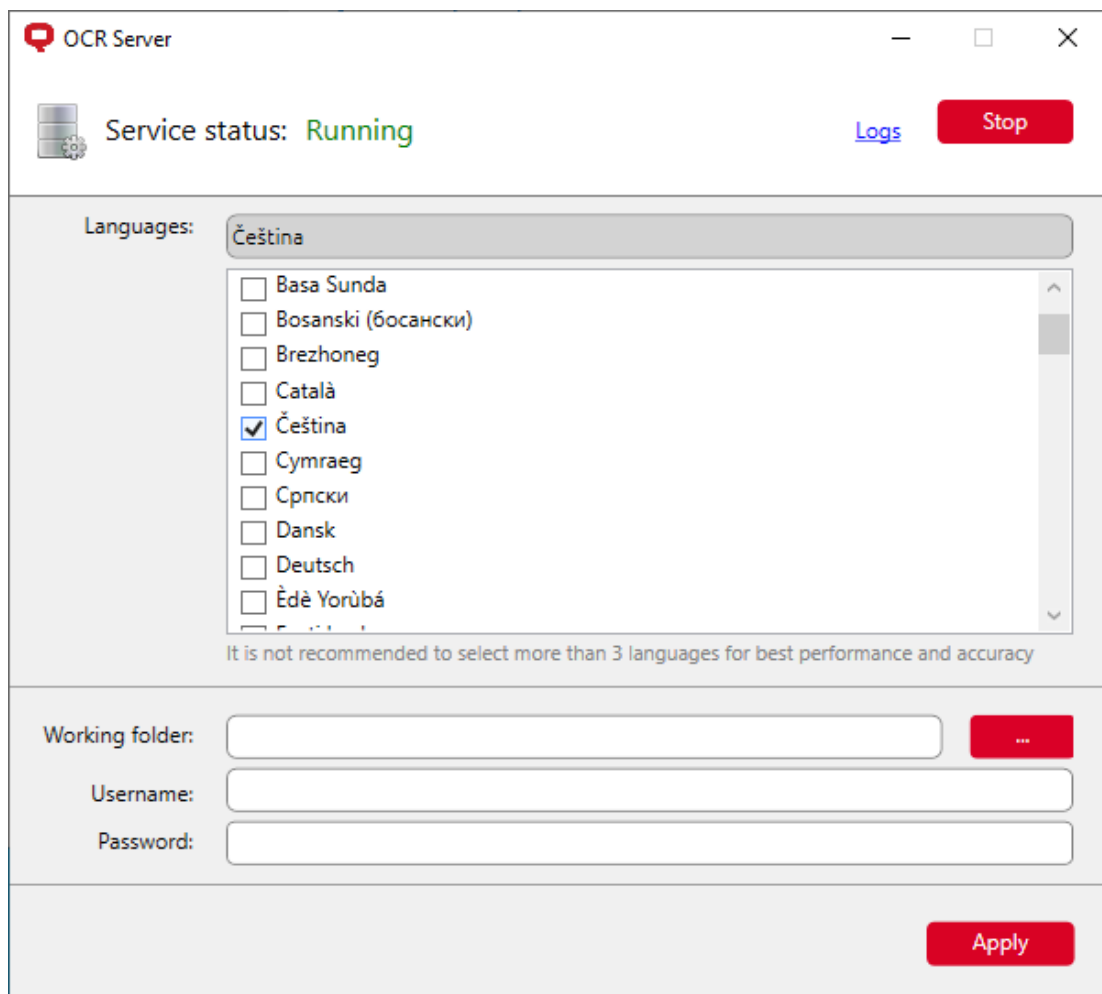 OCR Server
Service status: Running
Logs
Stop
Languages:
Čeština
Basa Sunda
Bosanski (босански)
Brezhoneg
Català
Čeština
Cymraeg
Српски
Dansk
Deutsch
Èdè Yorùbá
It is not recommended to select more than 3 languages for best performance and accuracy
Working folder:
...
Username:
Password:
Apply